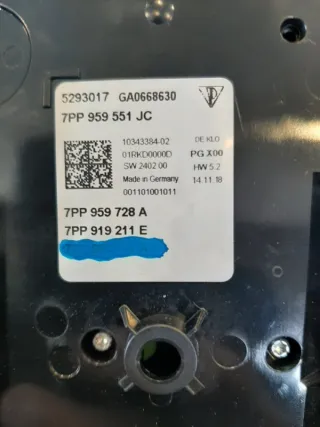 5293017 GA0668630
7PP 959 551 JC
10343384-02 DE KLO
01RKD0000D PG X00
SW 2402 00 HW 5.2
Made in Germany 14.11.18
001101001011
7PP 959 728 A
7PP 919 211 E